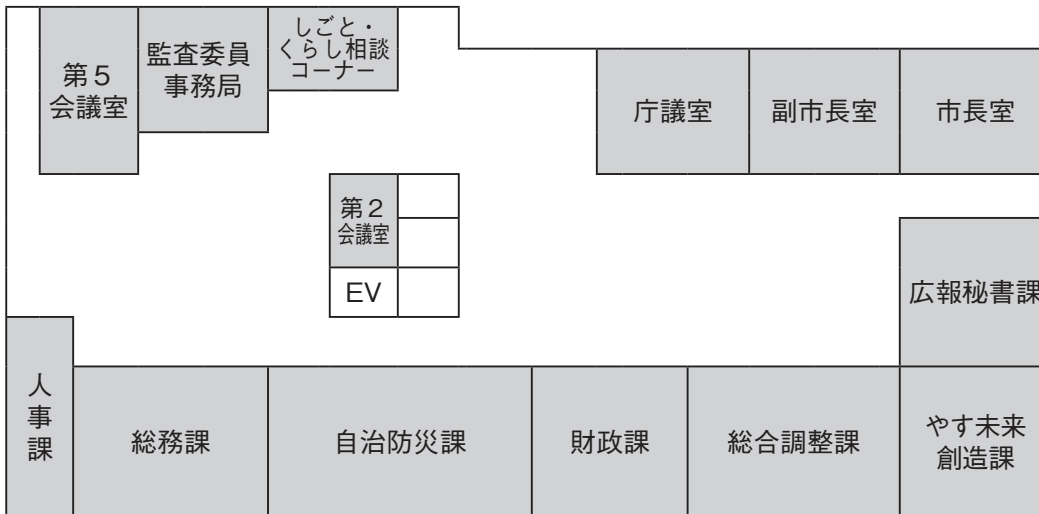 第5
会議室
監査委員
事務局
しごと・
くらし相談
コーナー
庁議室
副市長室
市長室
第2
会議室
EV
広報秘書課
人事課
総務課
自治防災課
財政課
総合調整課
やす未来
創造課